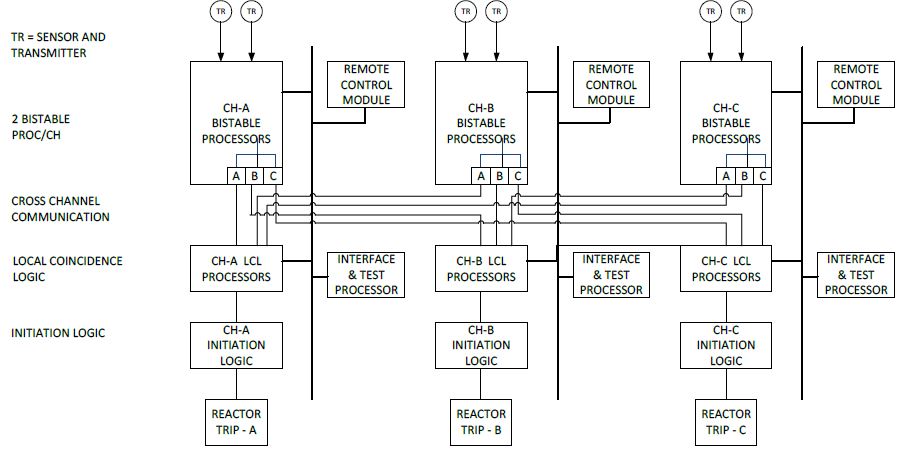 TR
TR
TR
TR
TR
TR
TR = SENSOR AND
TRANSMITTER
2 BISTABLE
PROC/CH
CH-A
BISTABLE
PROCESSORS
REMOTE
CONTROL
MODULE
CH-B
BISTABLE
PROCESSORS
REMOTE
CONTROL
MODULE
CH-C
BISTABLE
PROCESSORS
REMOTE
CONTROL
MODULE
A B C
A B C
A B C
CROSS CHANNEL
COMMUNICATION
LOCAL COINCIDENCE
LOGIC
CH-A LCL
PROCESSORS
INTERFACE
& TEST
PROCESSOR
CH-B LCL
PROCESSORS
INTERFACE
& TEST
PROCESSOR
CH-C LCL
PROCESSORS
INTERFACE
& TEST
PROCESSOR
INITIATION LOGIC
CH-A
INITIATION
LOGIC
CH-B
INITIATION
LOGIC
CH-C
INITIATION
LOGIC
REACTOR
TRIP - A
REACTOR
TRIP - B
REACTOR
TRIP - C